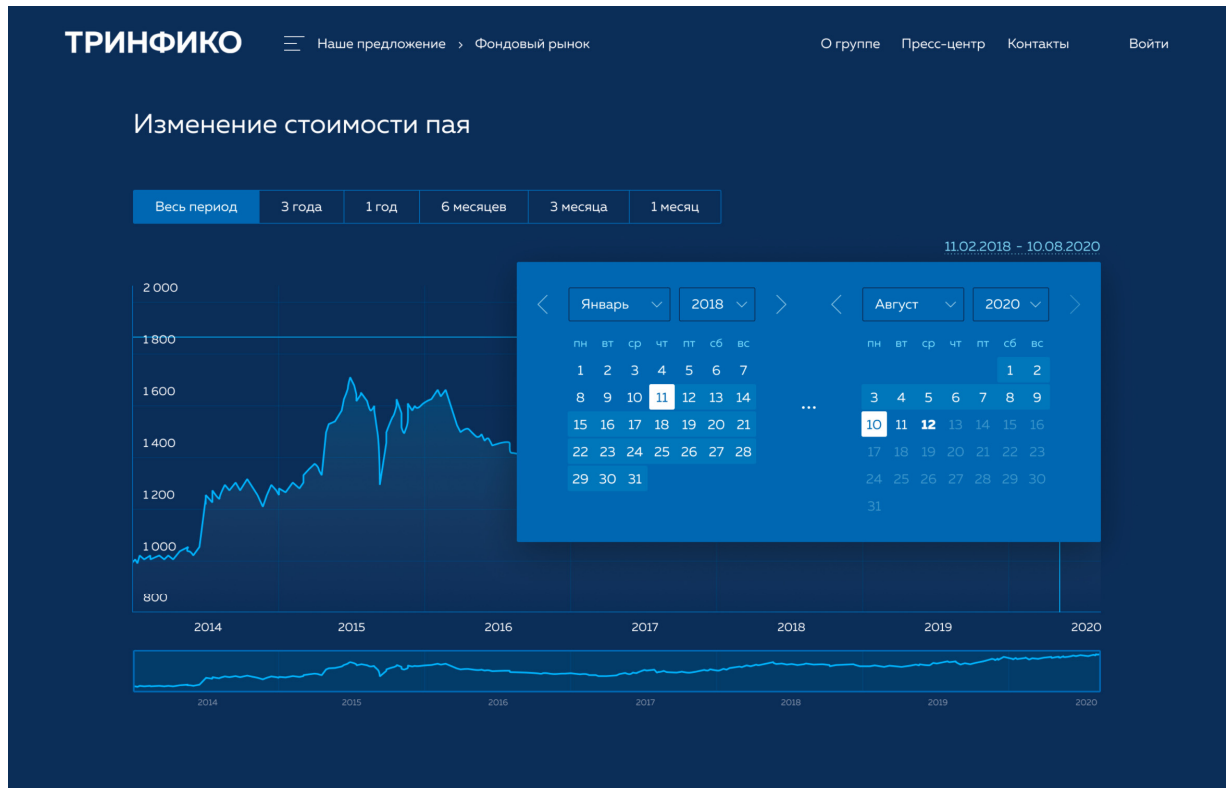 ТРИНФИКО Наше предложение › Фондовый рынок О группе Пресс-центр Контакты Войти
Изменение стоимости пая
Весь период 3 года 1 год 6 месяцев 3 месяца 1 месяц
11.02.2018 - 10.08.2020
2 000
1 800
1 600
1 400
1 200
1 000
800
Январь 2018
пн вт ср чт пт сб вс
1 2 3 4 5 6 7
8 9 10 11 12 13 14
15 16 17 18 19 20 21
22 23 24 25 26 27 28
29 30 31
...
Август 2020
пн вт ср чт пт сб вс
1 2
3 4 5 6 7 8 9
10 11 12 13 14 15 16
17 18 19 20 21 22 23
24 25 26 27 28 29 30
31
2014 2015 2016 2017 2018 2019 2020
2014 2015 2016 2017 2018 2019 2020